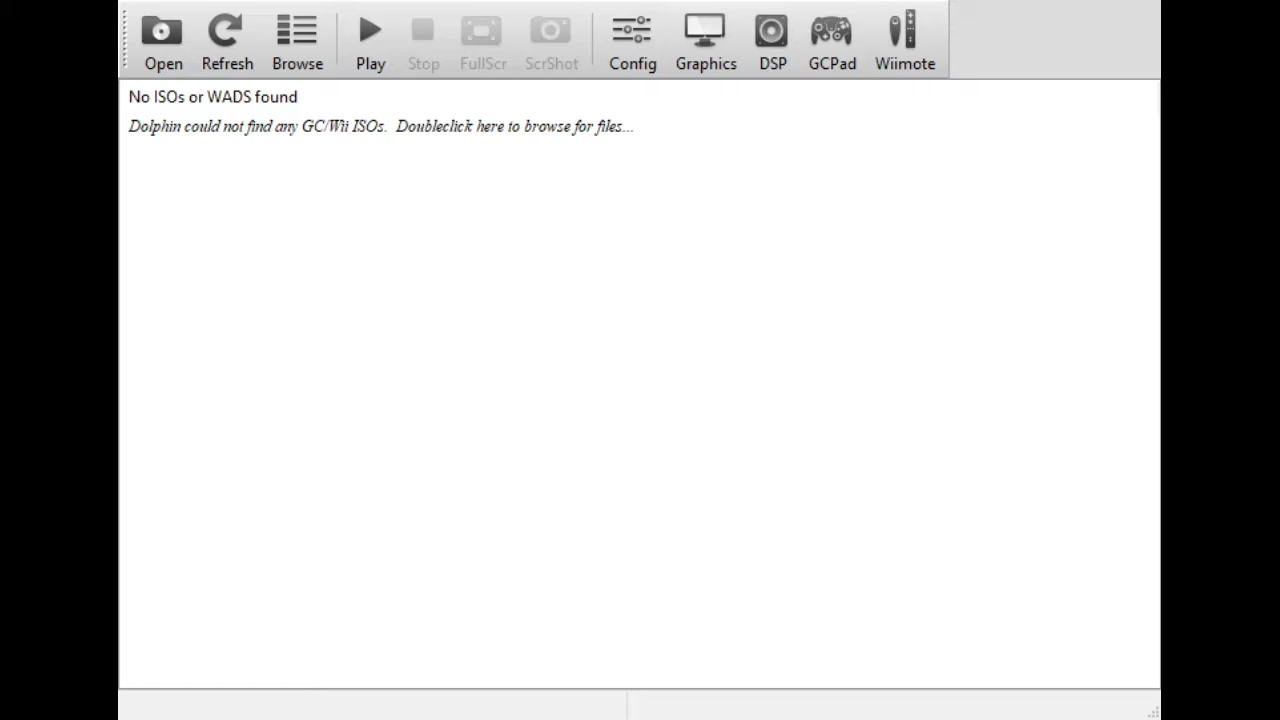 Open Refresh Browse Play Stop FullScr ScrShot Config Graphics DSP GCPad Wiimote
No ISOs or WADS found
Dolphin could not find any GC/Wii ISOs.  Doubleclick here to browse for files...